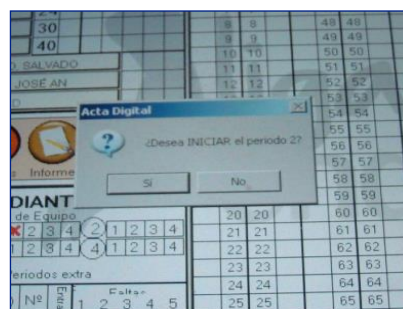 30
40
SALVADO
JOSÉ AN
Acta Digital
¿Desea INICIAR el periodo 2?
Sí
No
Informe
DIANT
de Equipo
2 3 4 2 1 2 3 4
2 3 4 4 1 2 3 4
eriodos extra
Nº
Entra
Faltas
1 2 3 4 5
8 8 48 48
9 9 49 49
10 10 50 50
11 11 51 51
12 12 52 52
53 53
54 54
55 55
56 56
57 57
58 58
59 59
20 20 60 60
21 21 61 61
22 22 62 62
23 23 63 63
24 24 64 64
25 25 65 65